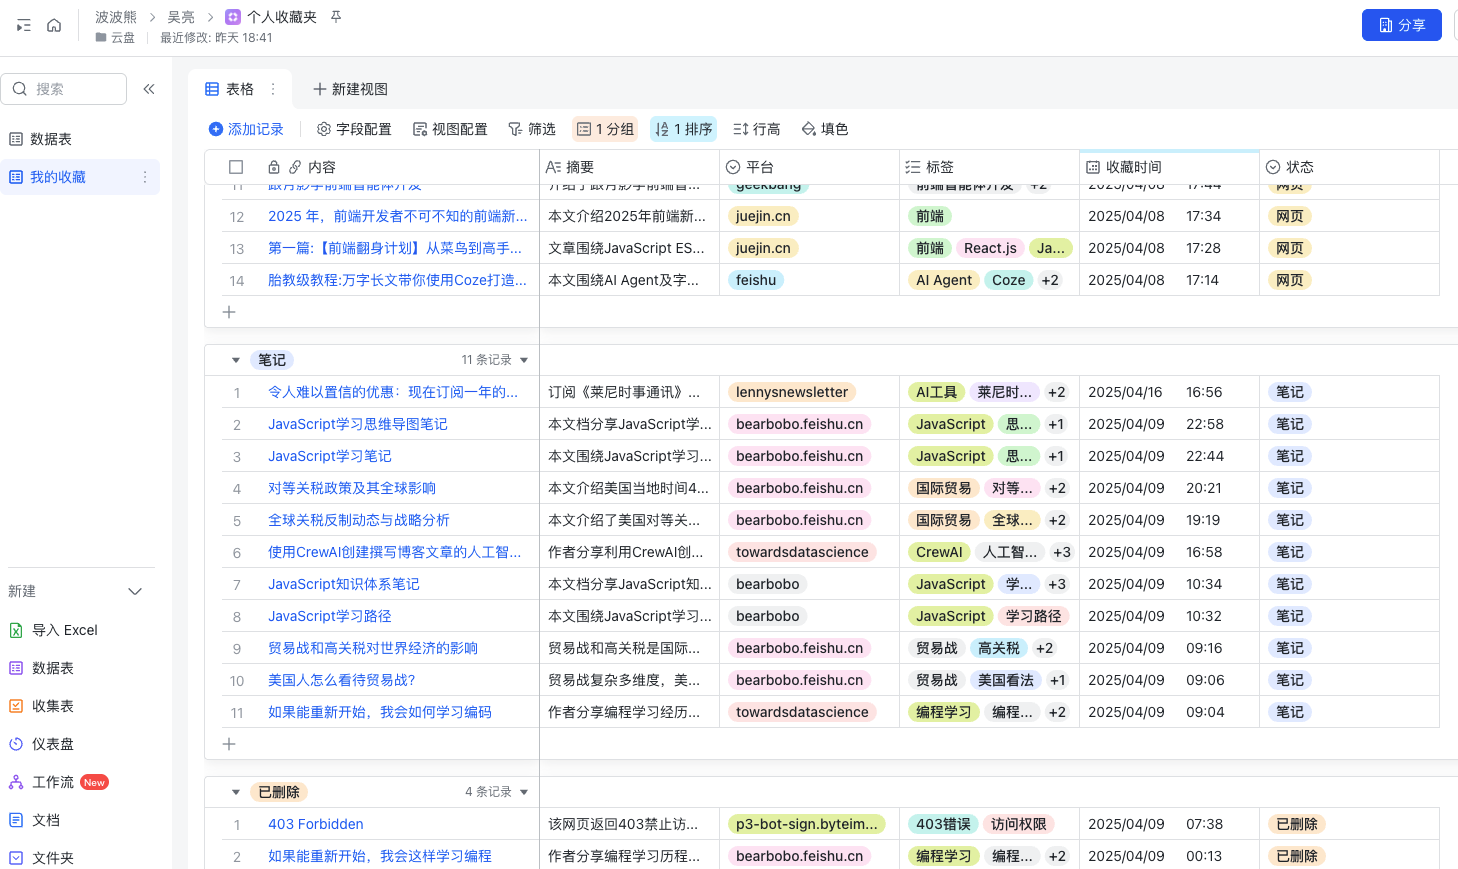 波波熊 > 吴亮 > 个人收藏夹
云盘 | 最近修改: 昨天 18:41
分享
搜索
数据表
我的收藏
表格
新建视图
添加记录 字段配置 视图配置 筛选 1 分组 1 排序 行高 填色
内容 摘要 平台 标签 收藏时间 状态
11 跟月影学前端智能体开发 介绍了跟月影学前端智... geekbang 前端智能体开发 +2 2025/04/08 17:44 网页
12 2025 年，前端开发者不可不知的前端新... 本文介绍2025年前端新... juejin.cn 前端 2025/04/08 17:34 网页
13 第一篇:【前端翻身计划】从菜鸟到高手... 文章围绕JavaScript ES... juejin.cn 前端 React.js Ja... 2025/04/08 17:28 网页
14 胎教级教程:万字长文带你使用Coze打造... 本文围绕AI Agent及字... feishu AI Agent Coze +2 2025/04/08 17:14 网页
笔记 11 条记录
1 令人难以置信的优惠：现在订阅一年的... 订阅《莱尼时事通讯》... lennysnewsletter AI工具 莱尼时... +2 2025/04/16 16:56 笔记
2 JavaScript学习思维导图笔记 本文档分享JavaScript学... bearbobo.feishu.cn JavaScript 思... +1 2025/04/09 22:58 笔记
3 JavaScript学习笔记 本文围绕JavaScript学习... bearbobo.feishu.cn JavaScript 思... +1 2025/04/09 22:44 笔记
4 对等关税政策及其全球影响 本文介绍美国当地时间4... bearbobo.feishu.cn 国际贸易 对等... +2 2025/04/09 20:21 笔记
5 全球关税反制动态与战略分析 本文介绍了美国对等关... bearbobo.feishu.cn 国际贸易 全球... +2 2025/04/09 19:19 笔记
6 使用CrewAI创建撰写博客文章的人工智... 作者分享利用CrewAI创... towardsdatascience CrewAI 人工智... +3 2025/04/09 16:58 笔记
7 JavaScript知识体系笔记 本文档分享JavaScript知... bearbobo JavaScript 学... +3 2025/04/09 10:34 笔记
8 JavaScript学习路径 本文围绕JavaScript学习... bearbobo JavaScript 学习路径 2025/04/09 10:32 笔记
9 贸易战和高关税对世界经济的影响 贸易战和高关税是国际... bearbobo.feishu.cn 贸易战 高关税 +2 2025/04/09 09:16 笔记
10 美国人怎么看待贸易战? 贸易战复杂多维度，美... bearbobo.feishu.cn 贸易战 美国看法 +1 2025/04/09 09:06 笔记
11 如果能重新开始，我会如何学习编码 作者分享编程学习经历... towardsdatascience 编程学习 编程... +2 2025/04/09 09:04 笔记
已删除 4 条记录
1 403 Forbidden 该网页返回403禁止访... p3-bot-sign.byteim... 403错误 访问权限 2025/04/09 07:38 已删除
2 如果能重新开始，我会这样学习编程 作者分享编程学习历程... bearbobo.feishu.cn 编程学习 编程... +2 2025/04/09 00:13 已删除
新建
导入 Excel
数据表
收集表
仪表盘
工作流 New
文档
文件夹